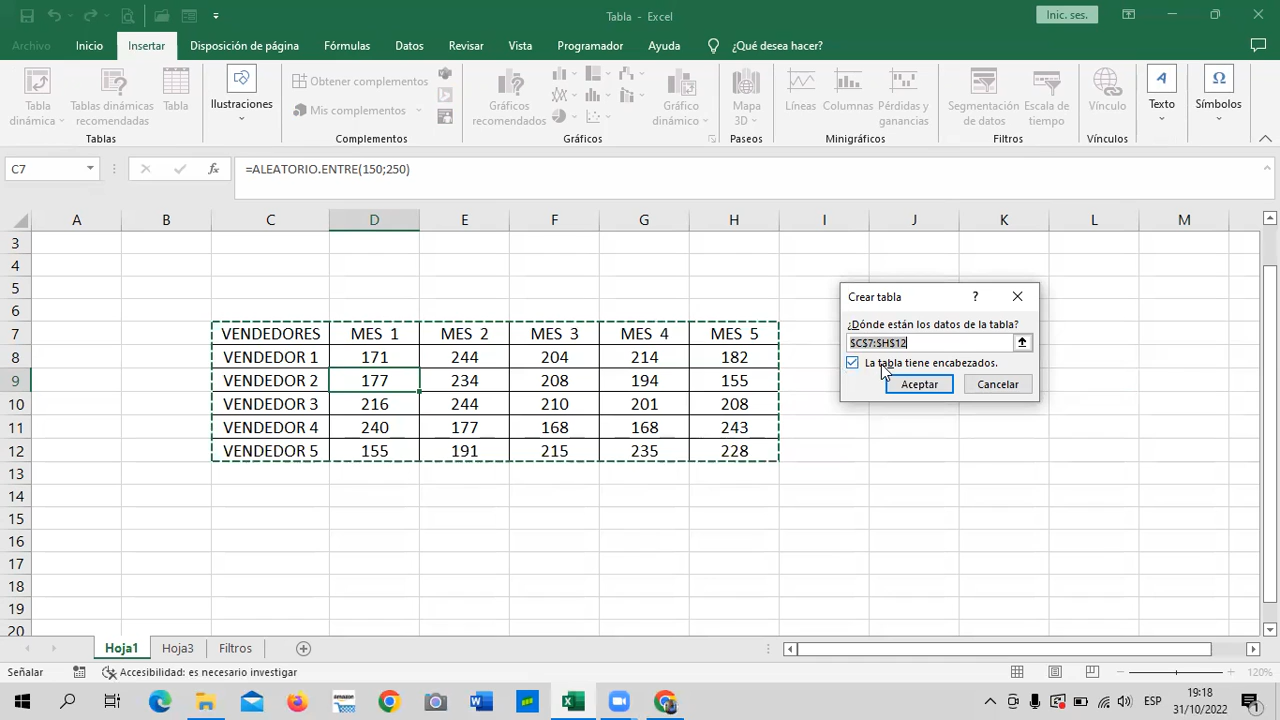 Tabla - Excel
Inic. ses.
Archivo Inicio Insertar Disposición de página Fórmulas Datos Revisar Vista Programador Ayuda ¿Qué desea hacer?
Tabla dinámica
Tablas dinámicas recomendadas
Tabla
Tablas
Ilustraciones
Obtener complementos
Mis complementos
Complementos
Gráficos recomendados
Gráfico dinámico
Gráficos
Mapa 3D
Paseos
Líneas
Columnas
Pérdidas y ganancias
Minigráficos
Segmentación de datos
Escala de tiempo
Filtros
Vínculo
Vínculos
A
Texto
Ω
Símbolos
C7 fx =ALEATORIO.ENTRE(150;250)
A B C D E F G H I J K L M
3
4
5
6
7 VENDEDORES MES 1 MES 2 MES 3 MES 4 MES 5
8 VENDEDOR 1 171 244 204 214 182
9 VENDEDOR 2 177 234 208 194 155
10 VENDEDOR 3 216 244 210 201 208
11 VENDEDOR 4 240 177 168 168 243
12 VENDEDOR 5 155 191 215 235 228
13
14
15
16
17
18
19
20
Crear tabla ?
¿Dónde están los datos de la tabla?
$C$7:$H$12
La tabla tiene encabezados.
Aceptar Cancelar
Hoja1 Hoja3 Filtros
Señalar Accesibilidad: es necesario investigar 120%
amazon
ESP
19:18
31/10/2022
1